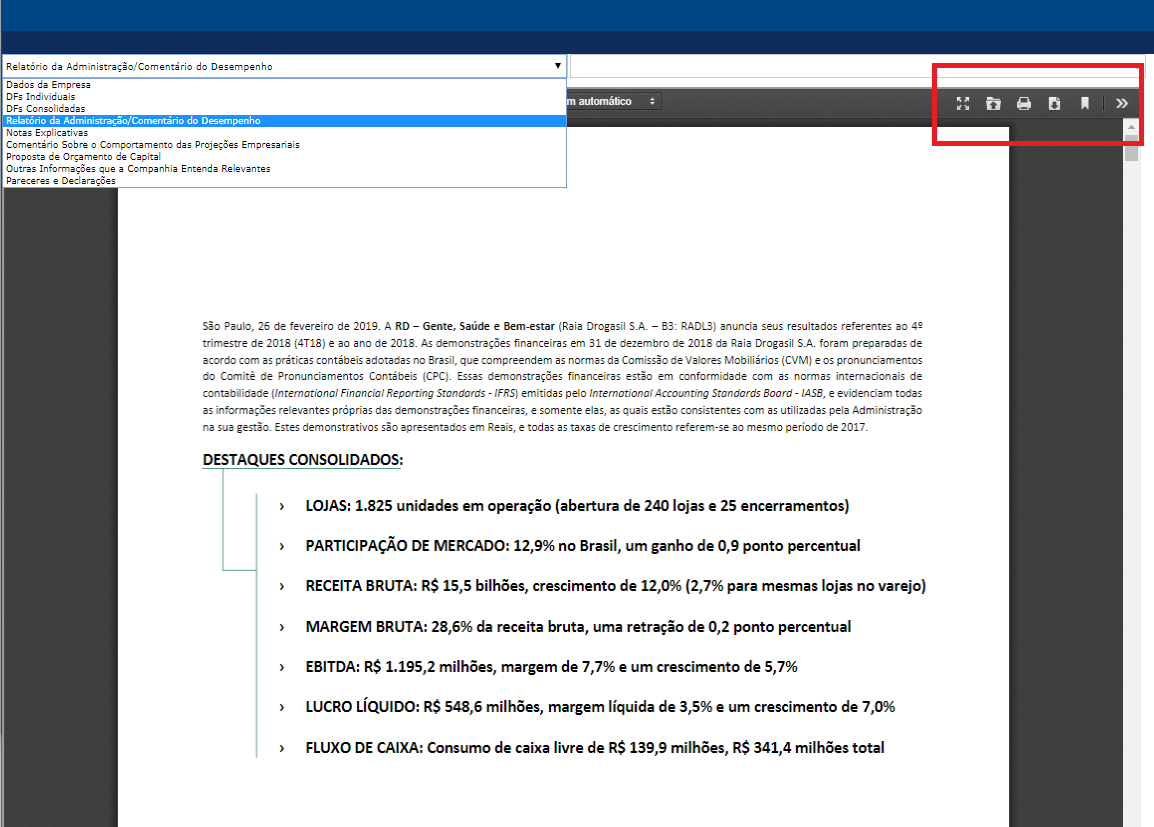 Relatório da Administração/Comentário do Desempenho
Dados da Empresa
DFs Individuais
DFs Consolidadas
Relatório da Administração/Comentário do Desempenho
Notas Explicativas
Comentário Sobre o Comportamento das Projeções Empresariais
Proposta de Orçamento de Capital
Outras Informações que a Companhia Entenda Relevantes
Pareceres e Declarações
m automático
São Paulo, 26 de fevereiro de 2019. A RD – Gente, Saúde e Bem-estar (Raia Drogasil S.A. – B3: RADL3) anuncia seus resultados referentes ao 4º
trimestre de 2018 (4T18) e ao ano de 2018. As demonstrações financeiras em 31 de dezembro de 2018 da Raia Drogasil S.A. foram preparadas de
acordo com as práticas contábeis adotadas no Brasil, que compreendem as normas da Comissão de Valores Mobiliários (CVM) e os pronunciamentos
do Comitê de Pronunciamentos Contábeis (CPC). Essas demonstrações financeiras estão em conformidade com as normas internacionais de
contabilidade (International Financial Reporting Standards - IFRS) emitidas pelo International Accounting Standards Board - IASB, e evidenciam todas
as informações relevantes próprias das demonstrações financeiras, e somente elas, as quais estão consistentes com as utilizadas pela Administração
na sua gestão. Estes demonstrativos são apresentados em Reais, e todas as taxas de crescimento referem-se ao mesmo período de 2017.
DESTAQUES CONSOLIDADOS:
› LOJAS: 1.825 unidades em operação (abertura de 240 lojas e 25 encerramentos)
› PARTICIPAÇÃO DE MERCADO: 12,9% no Brasil, um ganho de 0,9 ponto percentual
› RECEITA BRUTA: R$ 15,5 bilhões, crescimento de 12,0% (2,7% para mesmas lojas no varejo)
› MARGEM BRUTA: 28,6% da receita bruta, uma retração de 0,2 ponto percentual
› EBITDA: R$ 1.195,2 milhões, margem de 7,7% e um crescimento de 5,7%
› LUCRO LÍQUIDO: R$ 548,6 milhões, margem líquida de 3,5% e um crescimento de 7,0%
› FLUXO DE CAIXA: Consumo de caixa livre de R$ 139,9 milhões, R$ 341,4 milhões total